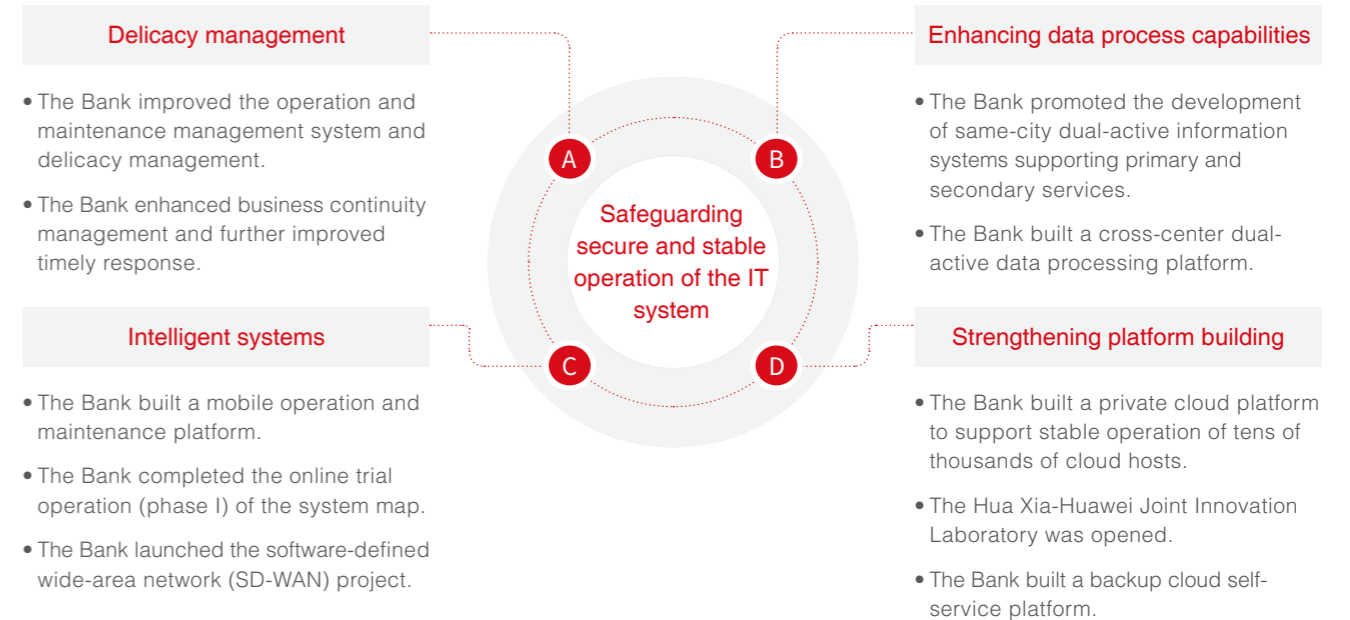 Delicacy management
• The Bank improved the operation and
maintenance management system and
delicacy management.
• The Bank enhanced business continuity
management and further improved
timely response.
Enhancing data process capabilities
• The Bank promoted the development
of same-city dual-active information
systems supporting primary and
secondary services.
• The Bank built a cross-center dual-
active data processing platform.
A
B
Safeguarding
secure and stable
operation of the IT
system
C
D
Intelligent systems
• The Bank built a mobile operation and
maintenance platform.
• The Bank completed the online trial
operation (phase I) of the system map.
• The Bank launched the software-defined
wide-area network (SD-WAN) project.
Strengthening platform building
• The Bank built a private cloud platform
to support stable operation of tens of
thousands of cloud hosts.
• The Hua Xia-Huawei Joint Innovation
Laboratory was opened.
• The Bank built a backup cloud self-
service platform.